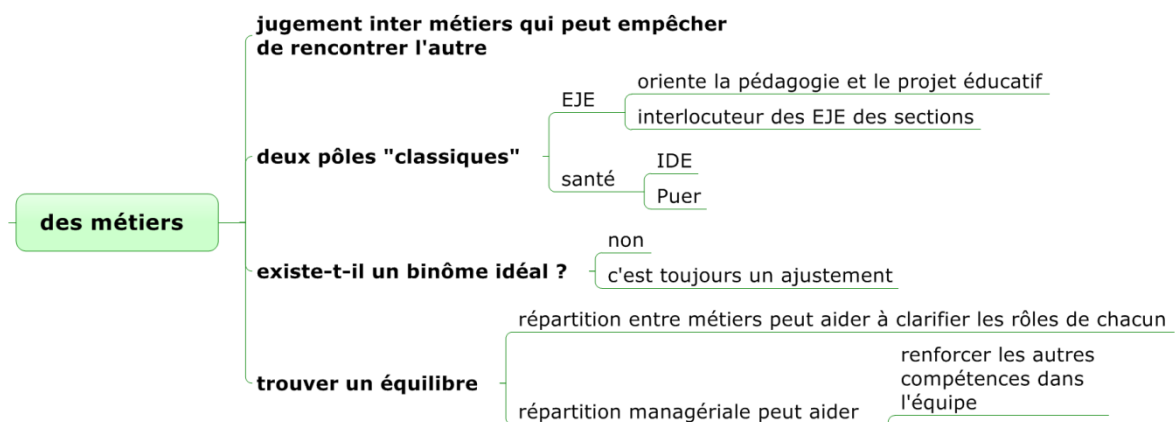 jugement inter métiers qui peut empêcher
de rencontrer l'autre
oriente la pédagogie et le projet éducatif
EJE
interlocuteur des EJE des sections
deux pôles "classiques"
IDE
santé
Puer
des métiers
non
existe-t-il un binôme idéal ?
c'est toujours un ajustement
répartition entre métiers peut aider à clarifier les rôles de chacun
trouver un équilibre
renforcer les autres
compétences dans
l'équipe
répartition managériale peut aider